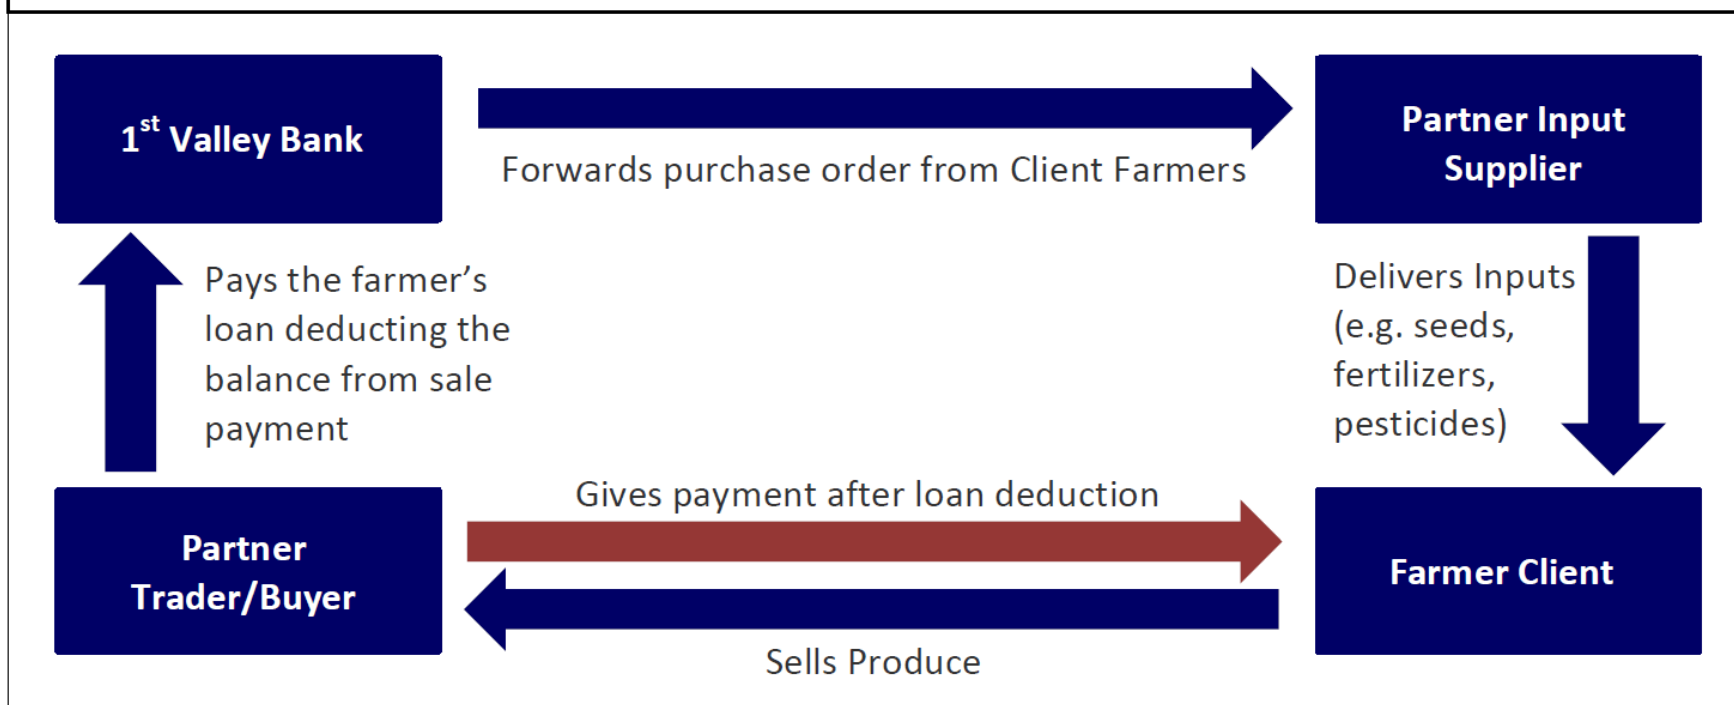 1st Valley Bank
Forwards purchase order from Client Farmers
Partner Input
Supplier
Pays the farmer’s
loan deducting the
balance from sale
payment
Delivers Inputs
(e.g. seeds,
fertilizers,
pesticides)
Partner
Trader/Buyer
Gives payment after loan deduction
Sells Produce
Farmer Client